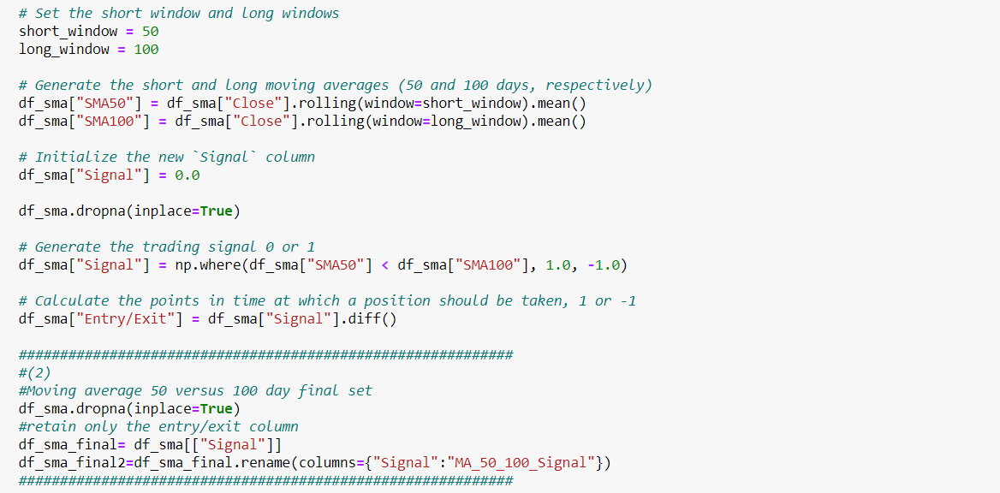 # Set the short window and long windows
short_window = 50
long_window = 100
# Generate the short and long moving averages (50 and 100 days, respectively)
df_sma["SMA50"] = df_sma["Close"].rolling(window=short_window).mean()
df_sma["SMA100"] = df_sma["Close"].rolling(window=long_window).mean()
# Initialize the new `Signal` column
df_sma["Signal"] = 0.0
df_sma.dropna(inplace=True)
# Generate the trading signal 0 or 1
df_sma["Signal"] = np.where(df_sma["SMA50"] < df_sma["SMA100"], 1.0, -1.0)
# Calculate the points in time at which a position should be taken, 1 or -1
df_sma["Entry/Exit"] = df_sma["Signal"].diff()
############################################################
#(2)
#Moving average 50 versus 100 day final set
df_sma.dropna(inplace=True)
#retain only the entry/exit column
df_sma_final= df_sma[["Signal"]]
df_sma_final2=df_sma_final.rename(columns={"Signal":"MA_50_100_Signal"})
############################################################